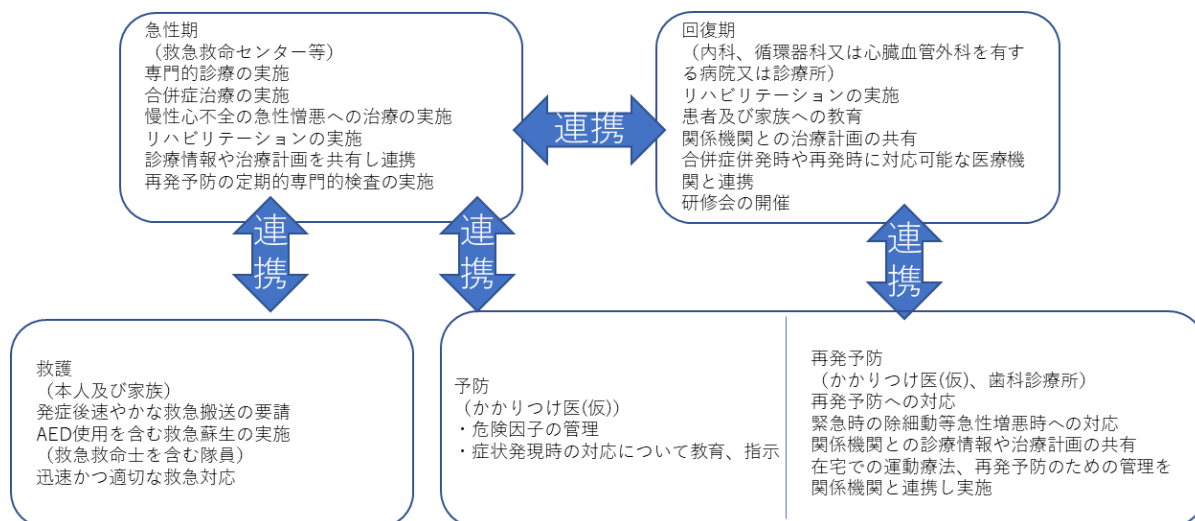 急性期
（救急救命センター等）
専門的診療の実施
合併症治療の実施
慢性心不全の急性憎悪への治療の実施
リハビリテーションの実施
診療情報や治療計画を共有し連携
再発予防の定期的専門的検査の実施
連携
回復期
（内科、循環器科又は心臓血管外科を有す
る病院又は診療所）
リハビリテーションの実施
患者及び家族への教育
関係機関との治療計画の共有
合併症併発時や再発時に対応可能な医療機
関と連携
研修会の開催
連
携
連
携
連
携
救護
（本人及び家族）
発症後速やかな救急搬送の要請
AED使用を含む救急蘇生の実施
（救急救命士を含む隊員）
迅速かつ適切な救急対応
予防
（かかりつけ医(仮)）
・危険因子の管理
・症状発現時の対応について教育、指示
再発予防
（かかりつけ医(仮)、歯科診療所）
再発予防への対応
緊急時の除細動等急性増悪時への対応
関係機関との診療情報や治療計画の共有
在宅での運動療法、再発予防のための管理を
関係機関と連携し実施